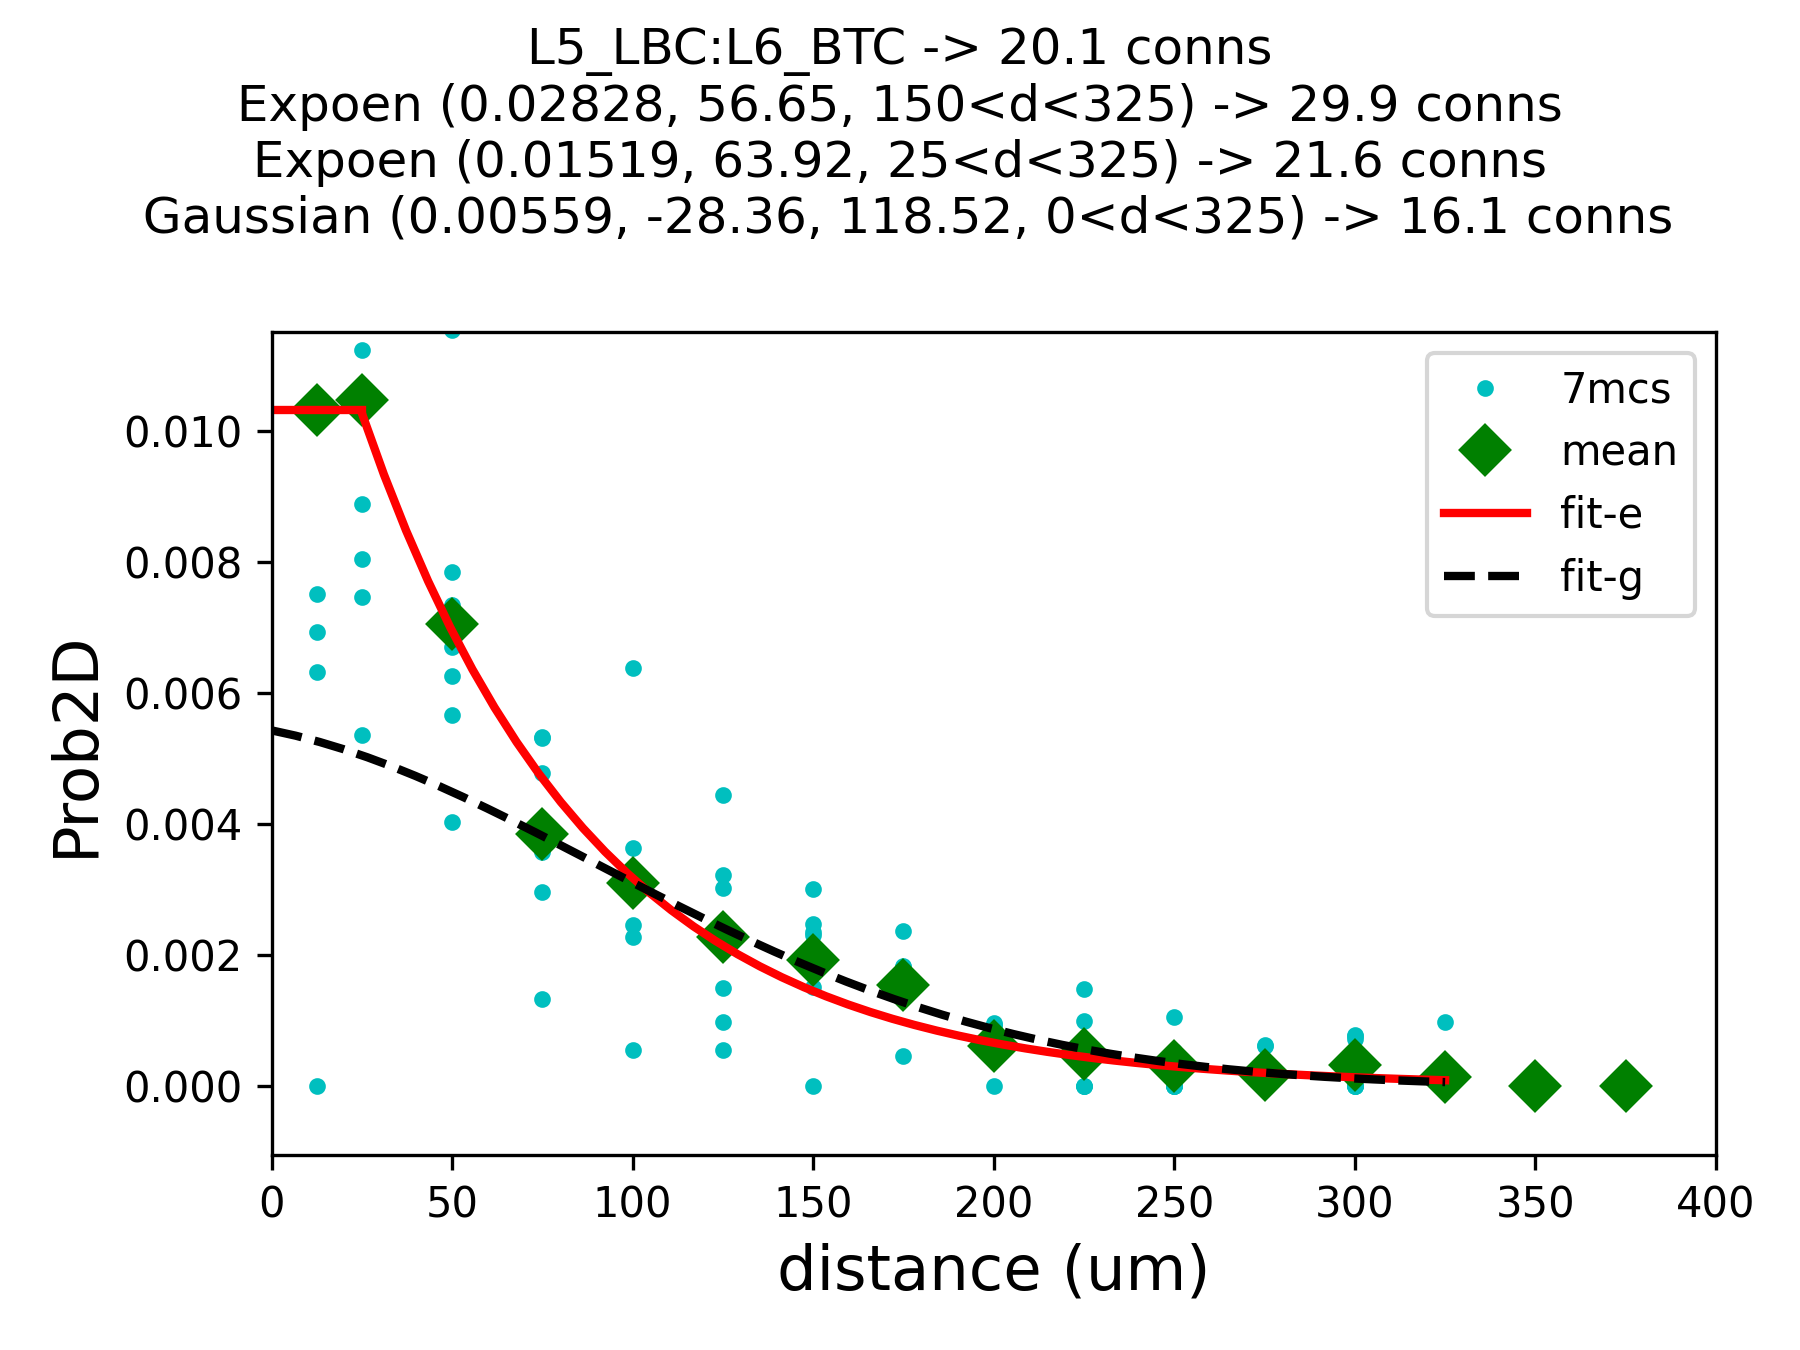 L5_LBC:L6_BTC -> 20.1 conns
Expoen (0.02828, 56.65, 150<d<325) -> 29.9 conns
Expoen (0.01519, 63.92, 25<d<325) -> 21.6 conns
Gaussian (0.00559, -28.36, 118.52, 0<d<325) -> 16.1 conns
7mcs
mean
fit-e
fit-g
Prob2D
0.010
0.008
0.006
0.004
0.002
0.000
0 50 100 150 200 250 300 350 400
distance (um)